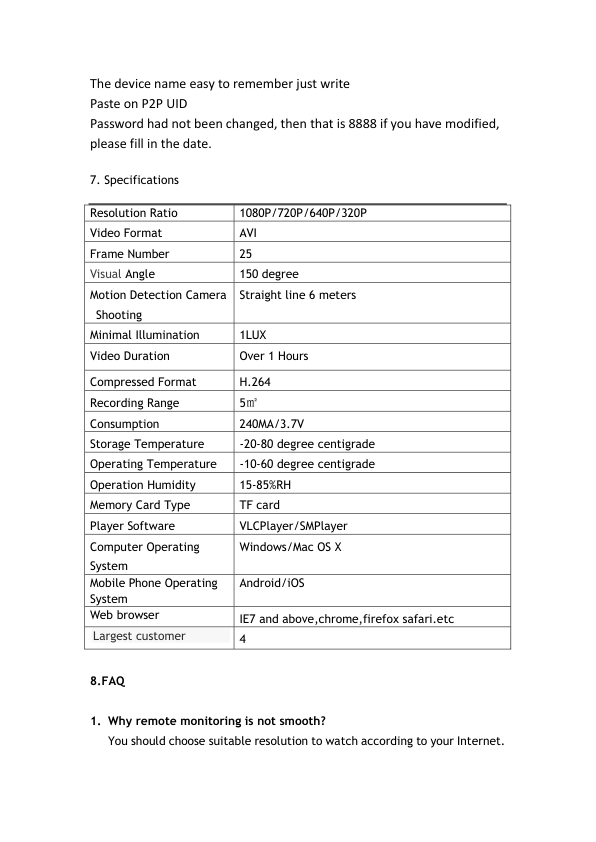 The device name easy to remember just write
Paste on P2P UID
Password had not been changed, then that is 8888 if you have modified,
please fill in the date.
7. Specifications
Resolution Ratio 1080P/720P/640P/320P
Video Format AVI
Frame Number 25
Visual Angle 150 degree
Motion Detection Camera Straight line 6 meters
Shooting
Minimal Illumination 1LUX
Video Duration Over 1 Hours
Compressed Format H.264
Recording Range 5㎡
Consumption 240MA/3.7V
Storage Temperature -20-80 degree centigrade
Operating Temperature -10-60 degree centigrade
Operation Humidity 15-85%RH
Memory Card Type TF card
Player Software VLCPlayer/SMPlayer
Computer Operating Windows/Mac OS X
System
Mobile Phone Operating Android/iOS
System
Web browser IE7 and above,chrome,firefox safari.etc
Largest customer 4
8.FAQ
1. Why remote monitoring is not smooth?
You should choose suitable resolution to watch according to your Internet.